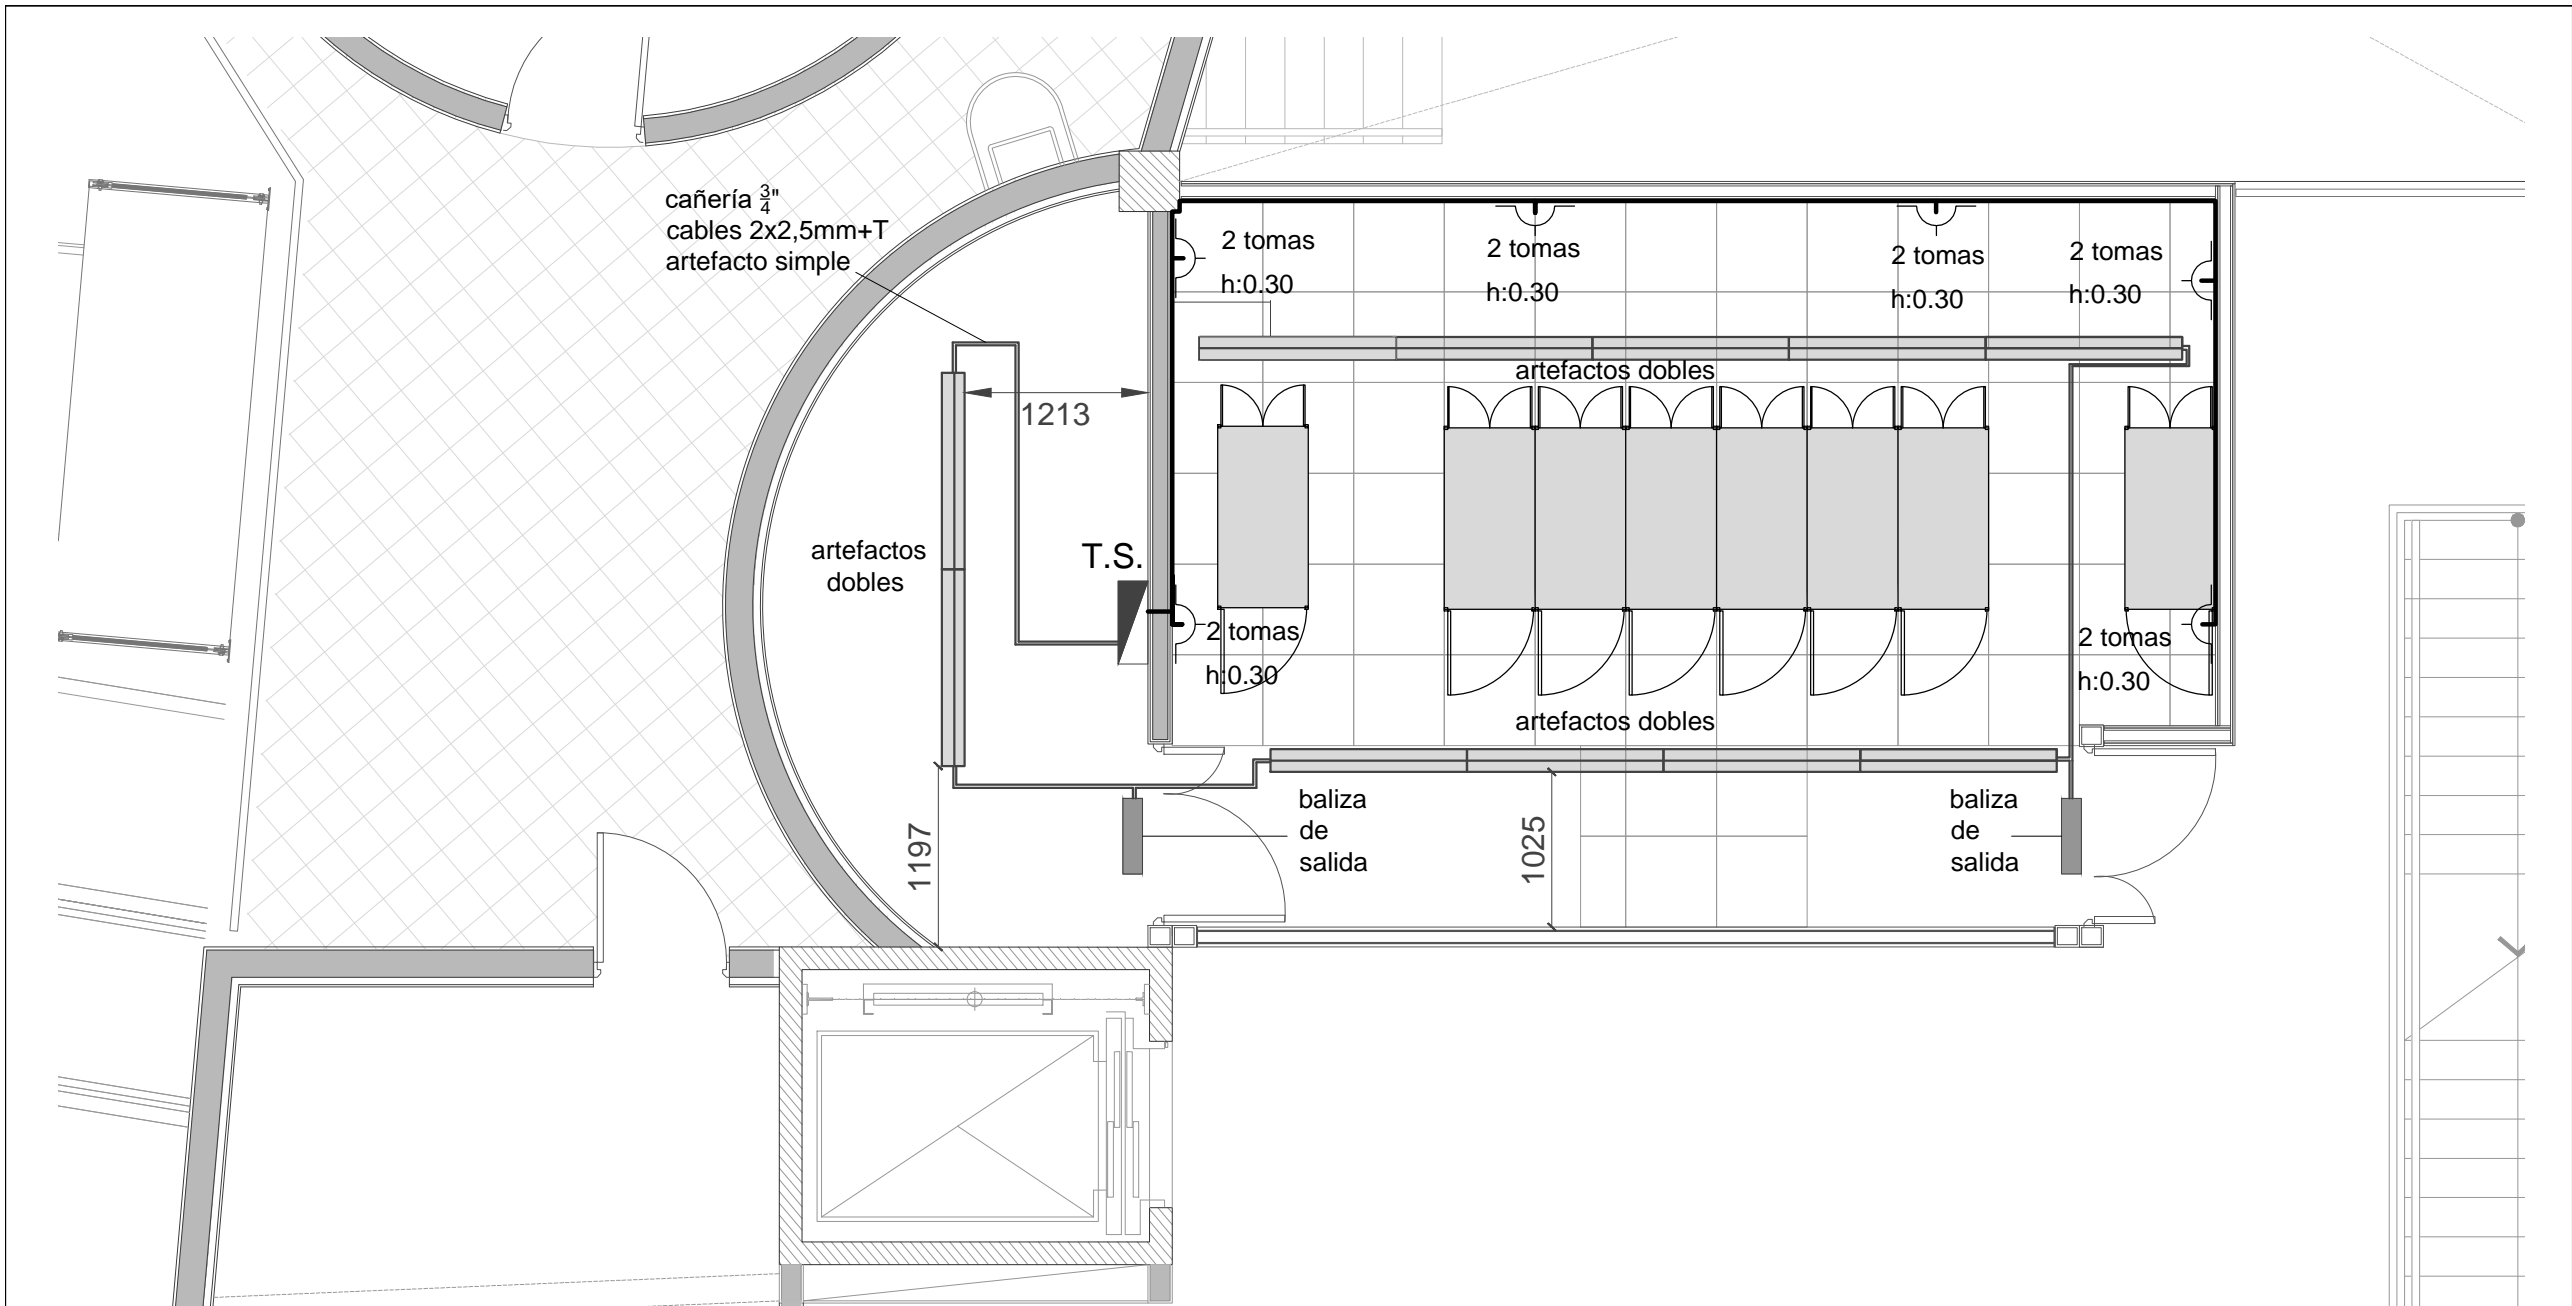 cañería 3/4"
cables 2x2,5mm+T
artefacto simple
2 tomas
h:0.30
2 tomas
h:0.30
2 tomas
h:0.30
2 tomas
h:0.30
artefactos dobles
1213
artefactos
dobles
T.S.
2 tomas
h:0.30
2 tomas
h:0.30
artefactos dobles
1197
baliza
de
salida
1025
baliza
de
salida